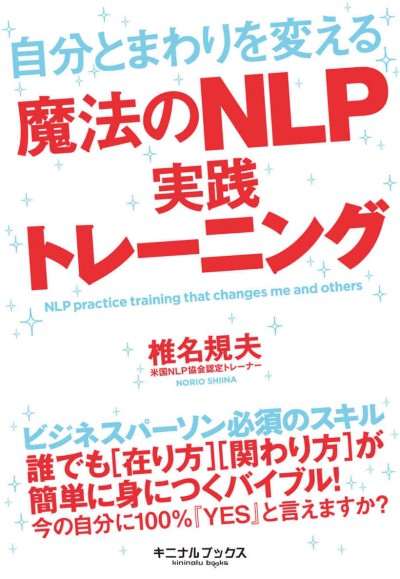 自分とまわりを変える
魔法のNLP
実践
トレーニング
NLP practice training that changes me and others
椎名規夫
米国NLP協会認定トレーナー
NORIO SHIINA
ビジネスパーソン必須のスキル
誰でも[在り方][関わり方]が
簡単に身につくバイブル!
今の自分に100%『YES』と言えますか?
キニナルブックス
kininalu books